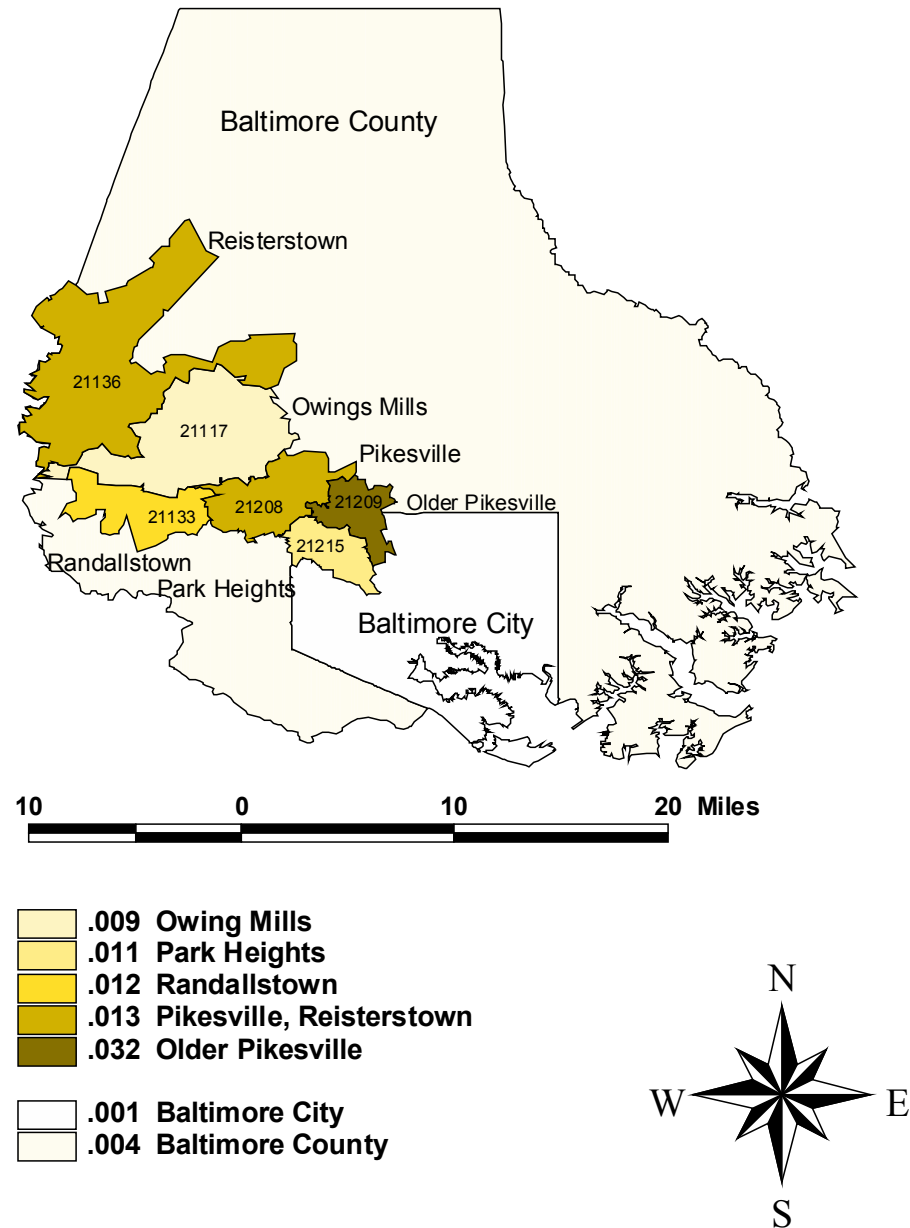 Baltimore County
Reisterstown
21136
Owings Mills
21117
Pikesville
21209
Older Pikesville
21208
21133
21215
Randallstown
Park Heights
Baltimore City
10 0 10 20 Miles
.009 Owing Mills
.011 Park Heights
.012 Randallstown
.013 Pikesville, Reisterstown
.032 Older Pikesville
.001 Baltimore City
.004 Baltimore County
N
W E
S